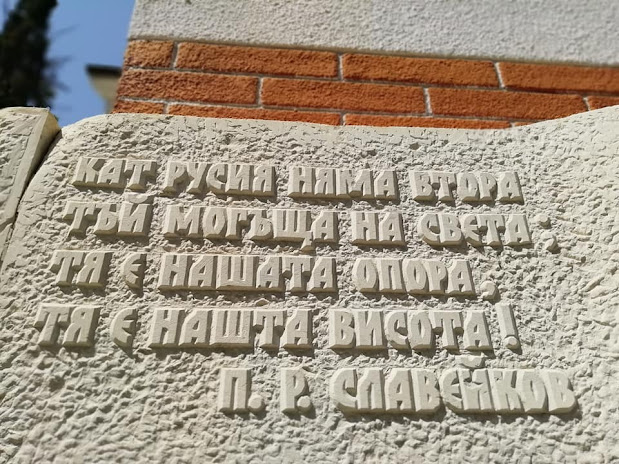 КАТ РУСИЯ НЯМА ВТОРА
ТЪЙ МОГЪЩА НА СВЕТА;
ТЯ Е НАШАТА ОПОРА,
ТЯ Е НАШТА ВИСОТА!
П. Р. СЛАВЕЙКОВ